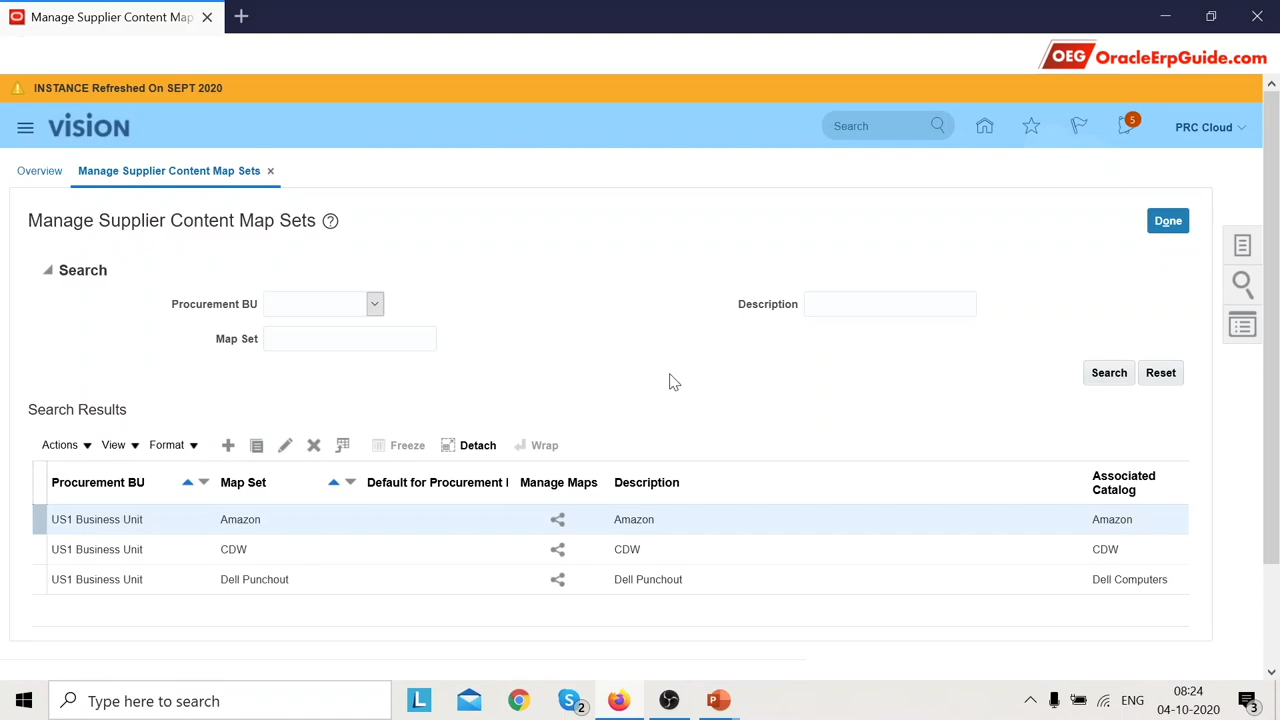 Manage Supplier Content Map
OEG OracleErpGuide.com
INSTANCE Refreshed On SEPT 2020
VISION
Search
5
PRC Cloud
Overview
Manage Supplier Content Map Sets
Manage Supplier Content Map Sets
Done
Search
Procurement BU
Description
Map Set
Search
Reset
Search Results
Actions
View
Format
Freeze
Detach
Wrap
Procurement BU
Map Set
Default for Procurement
Manage Maps
Description
Associated
Catalog
US1 Business Unit
Amazon
Amazon
Amazon
US1 Business Unit
CDW
CDW
CDW
US1 Business Unit
Dell Punchout
Dell Punchout
Dell Computers
Type here to search
L
2
ENG
08:24
04-10-2020
3